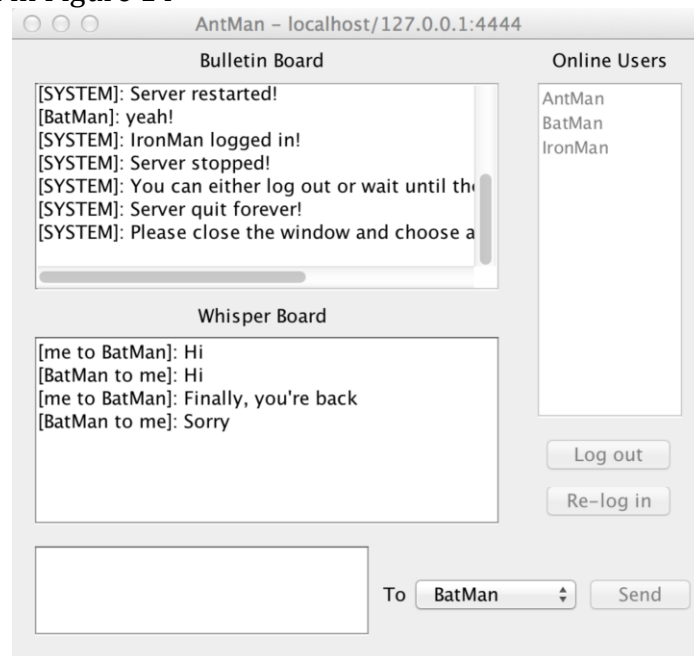 AntMan - localhost/127.0.0.1:4444
Bulletin Board
[SYSTEM]: Server restarted!
[BatMan]: yeah!
[SYSTEM]: IronMan logged in!
[SYSTEM]: Server stopped!
[SYSTEM]: You can either log out or wait until
[SYSTEM]: Server quit forever!
[SYSTEM]: Please close the window and choose a
Online Users
AntMan
BatMan
IronMan
Whisper Board
[me to BatMan]: Hi
[BatMan to me]: Hi
[me to BatMan]: Finally, you're back
[BatMan to me]: Sorry
Log out
Re-log in
To
BatMan
Send